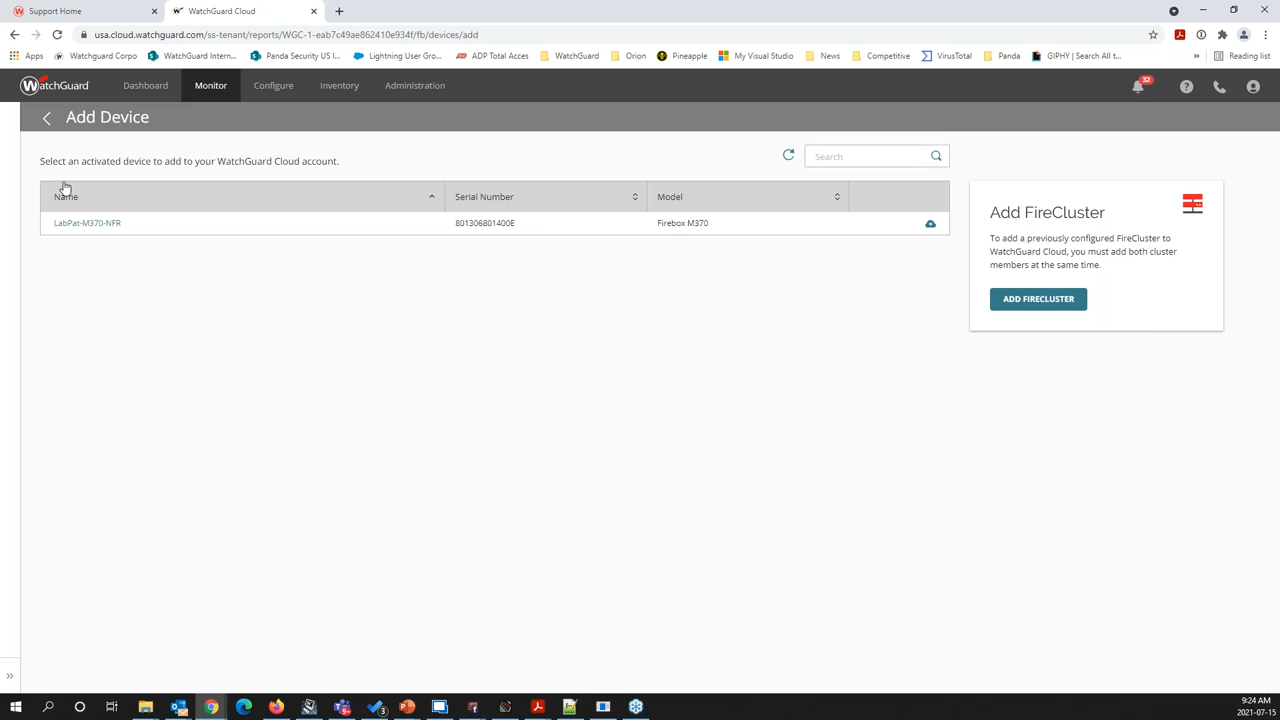 Support Home
WatchGuard Cloud
usa.cloud.watchguard.com/ss-tenant/reports/WGC-1-eab7c49ae862410e934f/fb/devices/add
Apps
Watchguard Corpo
WatchGuard Intern...
Panda Security US I...
Lightning User Gro...
ADP Total Acces
WatchGuard
Orion
Pineapple
My Visual Studio
News
Competitive
VirusTotal
Panda
GIPHY | Search All t...
»
Reading list
WatchGuard
Dashboard
Monitor
Configure
Inventory
Administration
32
Add Device
Select an activated device to add to your WatchGuard Cloud account.
Search
Name
Serial Number
Model
LabPat-M370-NFR
801306801400E
Firebox M370
Add FireCluster
To add a previously configured FireCluster to
WatchGuard Cloud, you must add both cluster
members at the same time.
ADD FIRECLUSTER
»
9:24 AM
2021-07-15